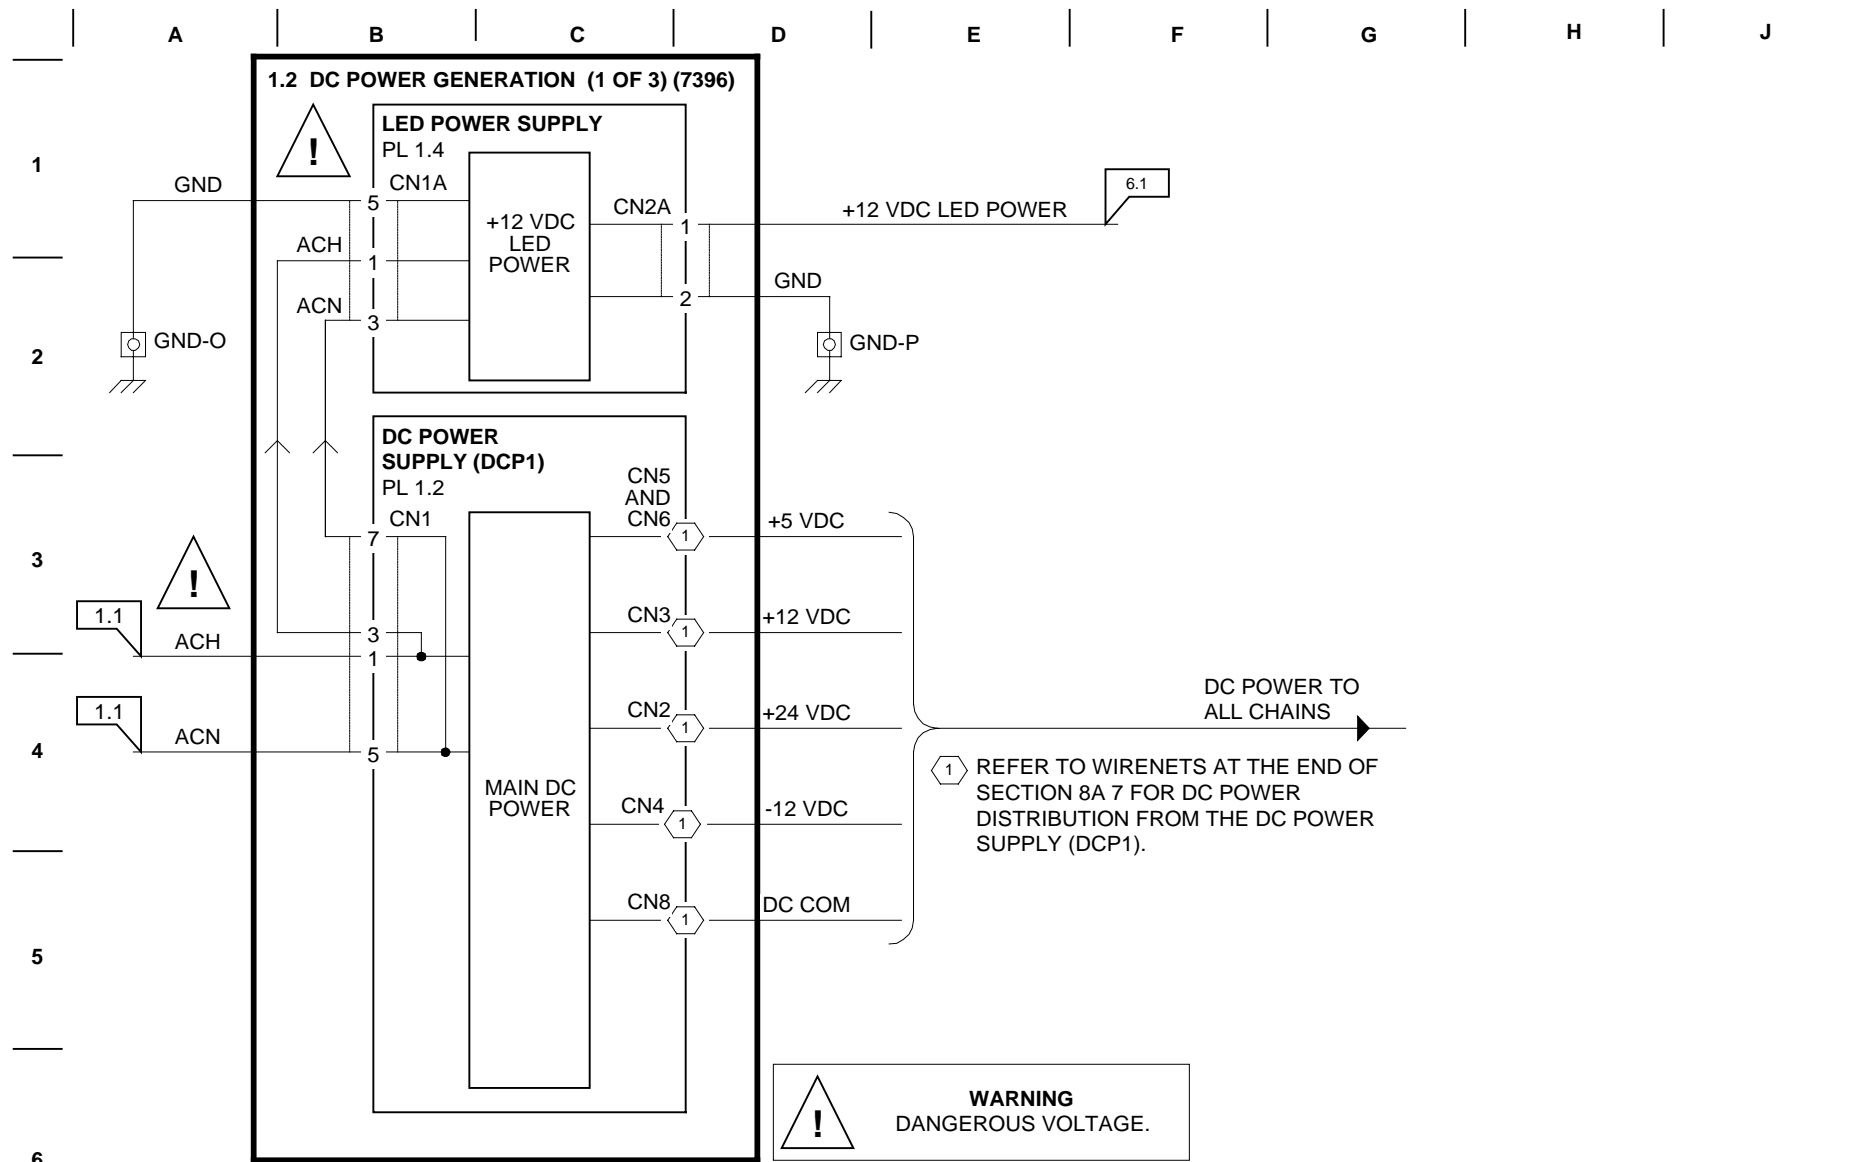 A B C D E F G H J
1.2 DC POWER GENERATION (1 OF 3) (7396)
!
LED POWER SUPPLY
PL 1.4
1
GND
5
CN1A
+12 VDC
LED
POWER
CN2A
1
+12 VDC LED POWER
6.1
ACH
1
ACN
3
2
GND
2
GND-O
GND-P
DC POWER
SUPPLY (DCP1)
PL 1.2
CN5
AND
CN6
1
+5 VDC
CN1
7
3
!
1.1
ACH
3
1
CN3
1
+12 VDC
1.1
ACN
5
4
CN2
1
+24 VDC
DC POWER TO
ALL CHAINS
MAIN DC
POWER
CN4
1
-12 VDC
1
REFER TO WIRENETS AT THE END OF
SECTION 8A 7 FOR DC POWER
DISTRIBUTION FROM THE DC POWER
SUPPLY (DCP1).
CN8
1
DC COM
5
!
WARNING
DANGEROUS VOLTAGE.
6